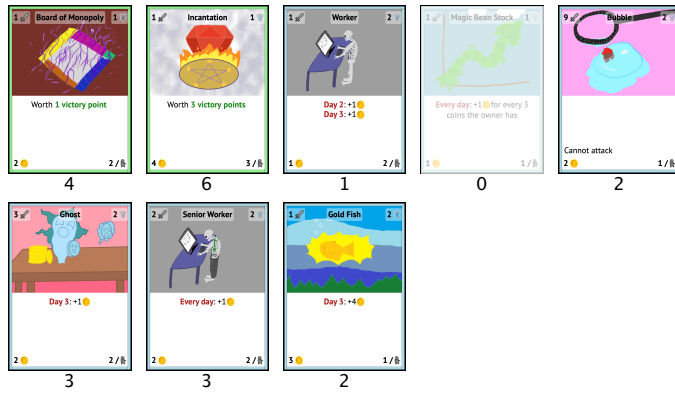 1 Board of Monopoly 1
Worth 1 victory point
2 2 /
4
1 Incantation 1
Worth 3 victory points
4 3 /
6
1 Worker 2
Day 2: +1
Day 3: +1
1 2 /
1
1 Magic Bean Stock 1
Every day: +1 for every 3
coins the owner has
1 1 /
0
9 Bubble 2
Cannot attack
2 1 /
2
3 Ghost 2
Day 3: +1
2 2 /
3
2 Senior Worker 2
Every day: +1
2 2 /
3
1 Gold Fish 2
Day 3: +4
3 1 /
2